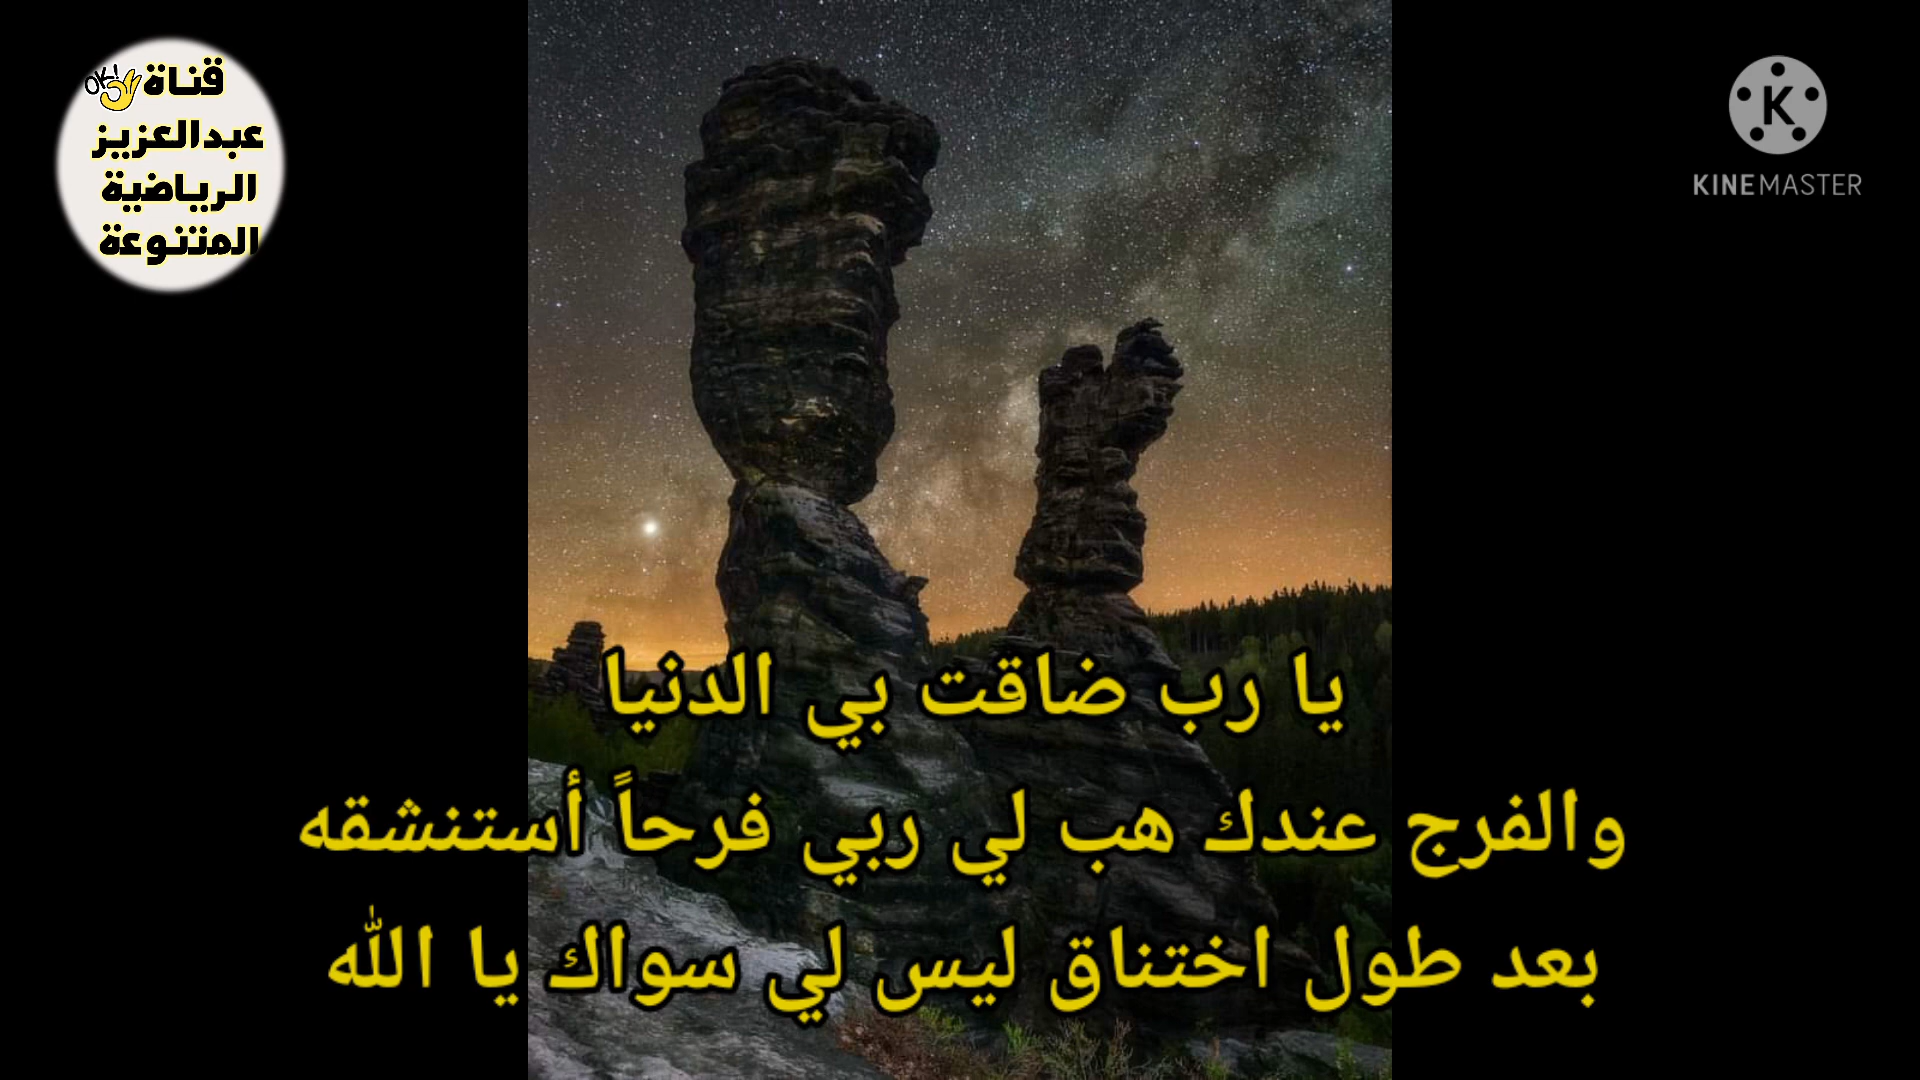 OK!
قناة
عبدالعزيز
الرياضية
المتنوعة
K
KINEMASTER
يا رب ضاقت بي الدنيا
والفرج عندك هب لي ربي فرحاً أستنشقه
بعد طول اختناق ليس لي سواك يا الله